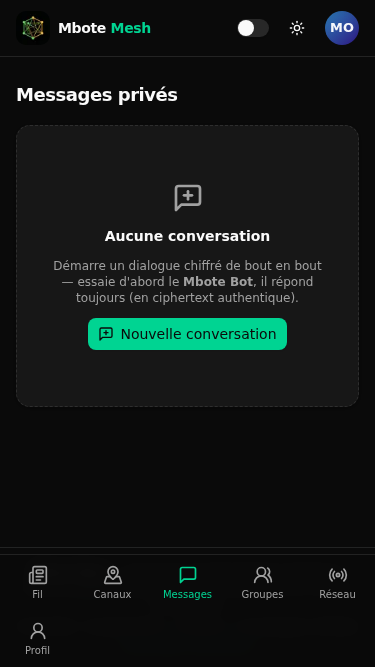 Mbote Mesh
MO
Messages privés
Aucune conversation
Démarre un dialogue chiffré de bout en bout
— essaie d'abord le Mbote Bot, il répond
toujours (en ciphertext authentique).
Nouvelle conversation
Fil
Canaux
Messages
Groupes
Réseau
Profil